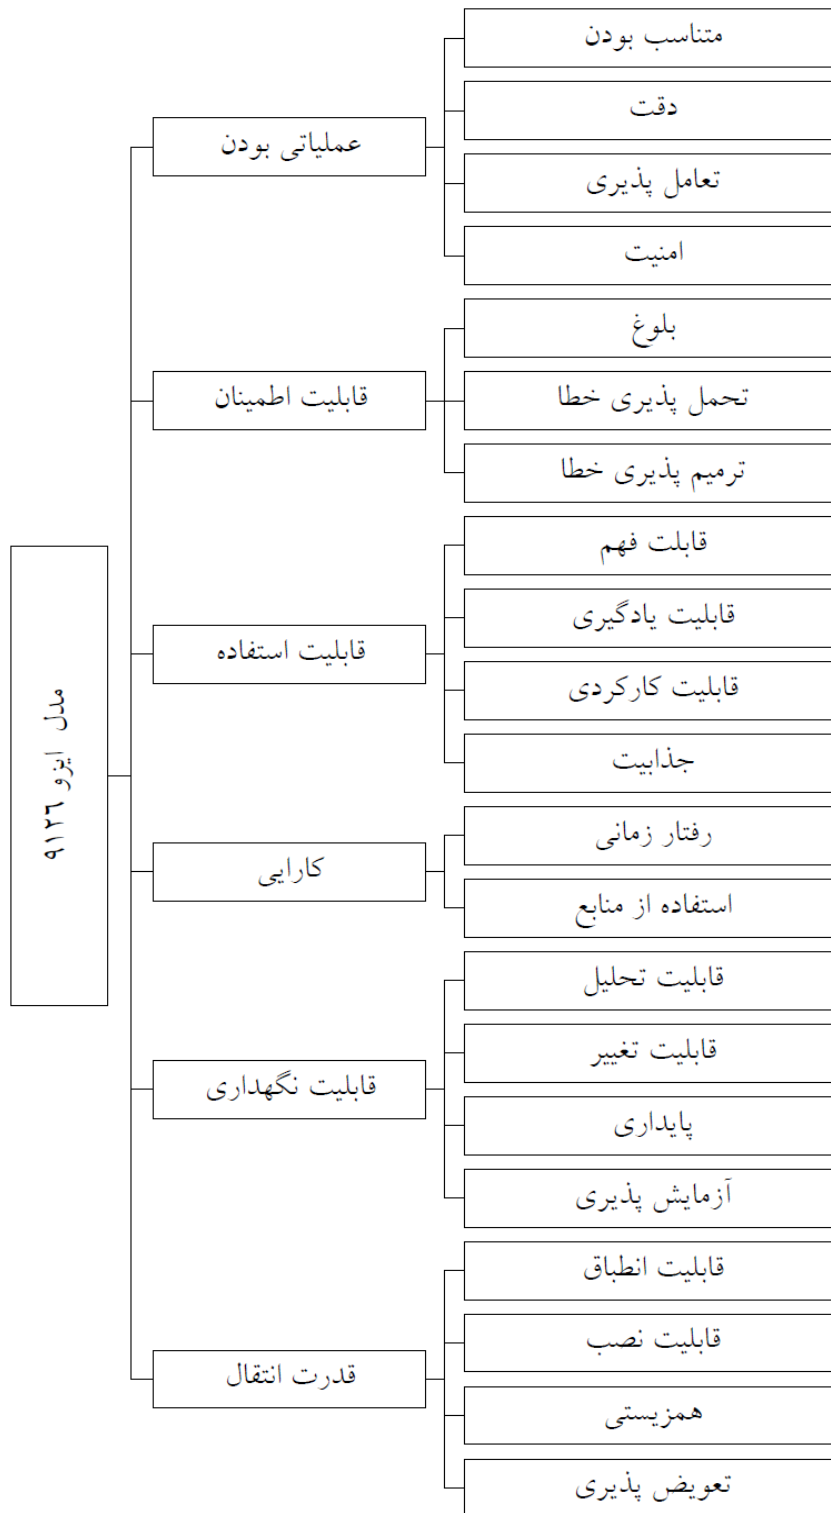 مدل ایزو ۹۱۲٦
عملیاتی بودن
متناسب بودن
دقت
تعامل پذیری
امنیت
قابلیت اطمینان
بلوغ
تحمل پذیری خطا
ترمیم پذیری خطا
قابلیت استفاده
قابلت فهم
قابلیت یادگیری
قابلیت کارکردی
جذابیت
کارایی
رفتار زمانی
استفاده از منابع
قابلیت نگهداری
قابلیت تحلیل
قابلیت تغییر
پایداری
آزمایش پذیری
قدرت انتقال
قابلیت انطباق
قابلیت نصب
همزیستی
تعویض پذیری